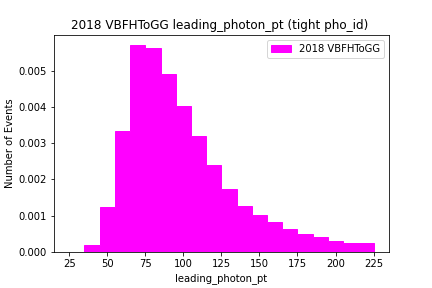 2018 VBFHToGG leading_photon_pt (tight pho_id)
2018 VBFHToGG
Number of Events
0.005
0.004
0.003
0.002
0.001
0.000
25 50 75 100 125 150 175 200 225
leading_photon_pt